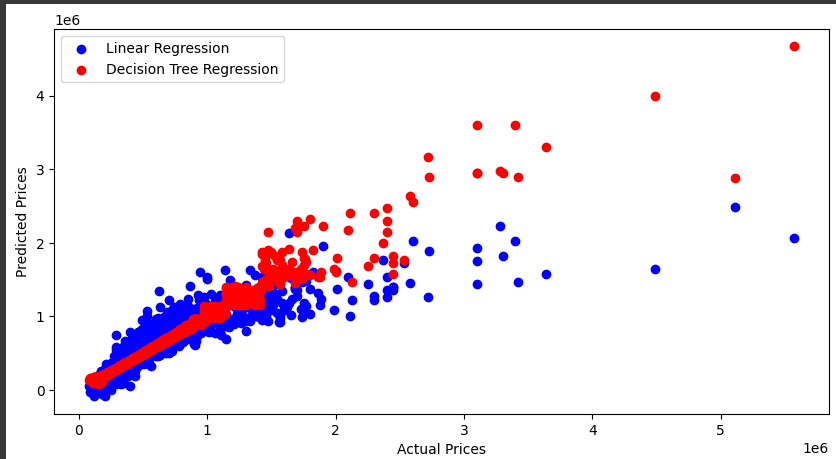 1e6
Linear Regression
Decision Tree Regression
4
3
2
1
0
Predicted Prices
0 1 2 3 4 5
Actual Prices
1e6